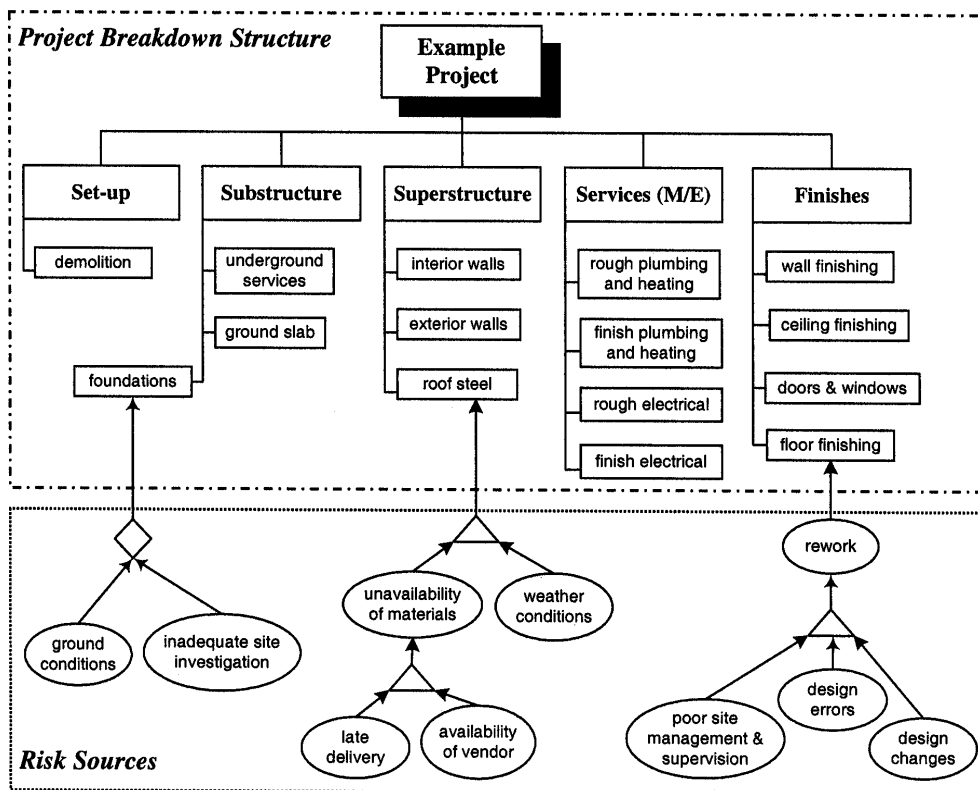 Project Breakdown Structure
Example
Project
Set-up
Substructure
Superstructure
Services (M/E)
Finishes
demolition
underground
services
ground slab
foundations
interior walls
exterior walls
roof steel
rough plumbing
and heating
finish plumbing
and heating
rough electrical
finish electrical
wall finishing
ceiling finishing
doors & windows
floor finishing
ground
conditions
inadequate site
investigation
unavailability
of materials
weather
conditions
late
delivery
availability
of vendor
rework
poor site
management &
supervision
design
errors
design
changes
Risk Sources